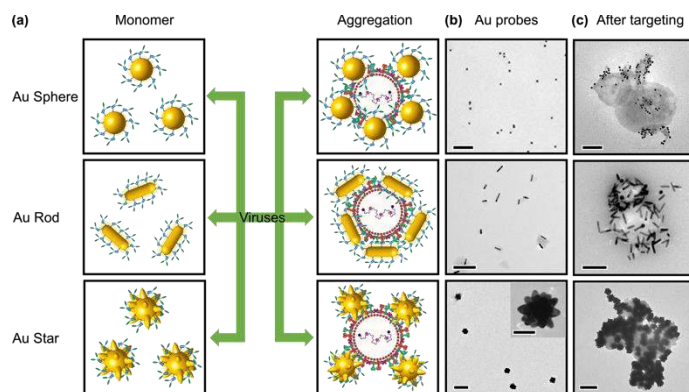 (a) Monomer Aggregation (b) Au probes (c) After targeting
Au Sphere
Au Rod
Viruses
Au Star